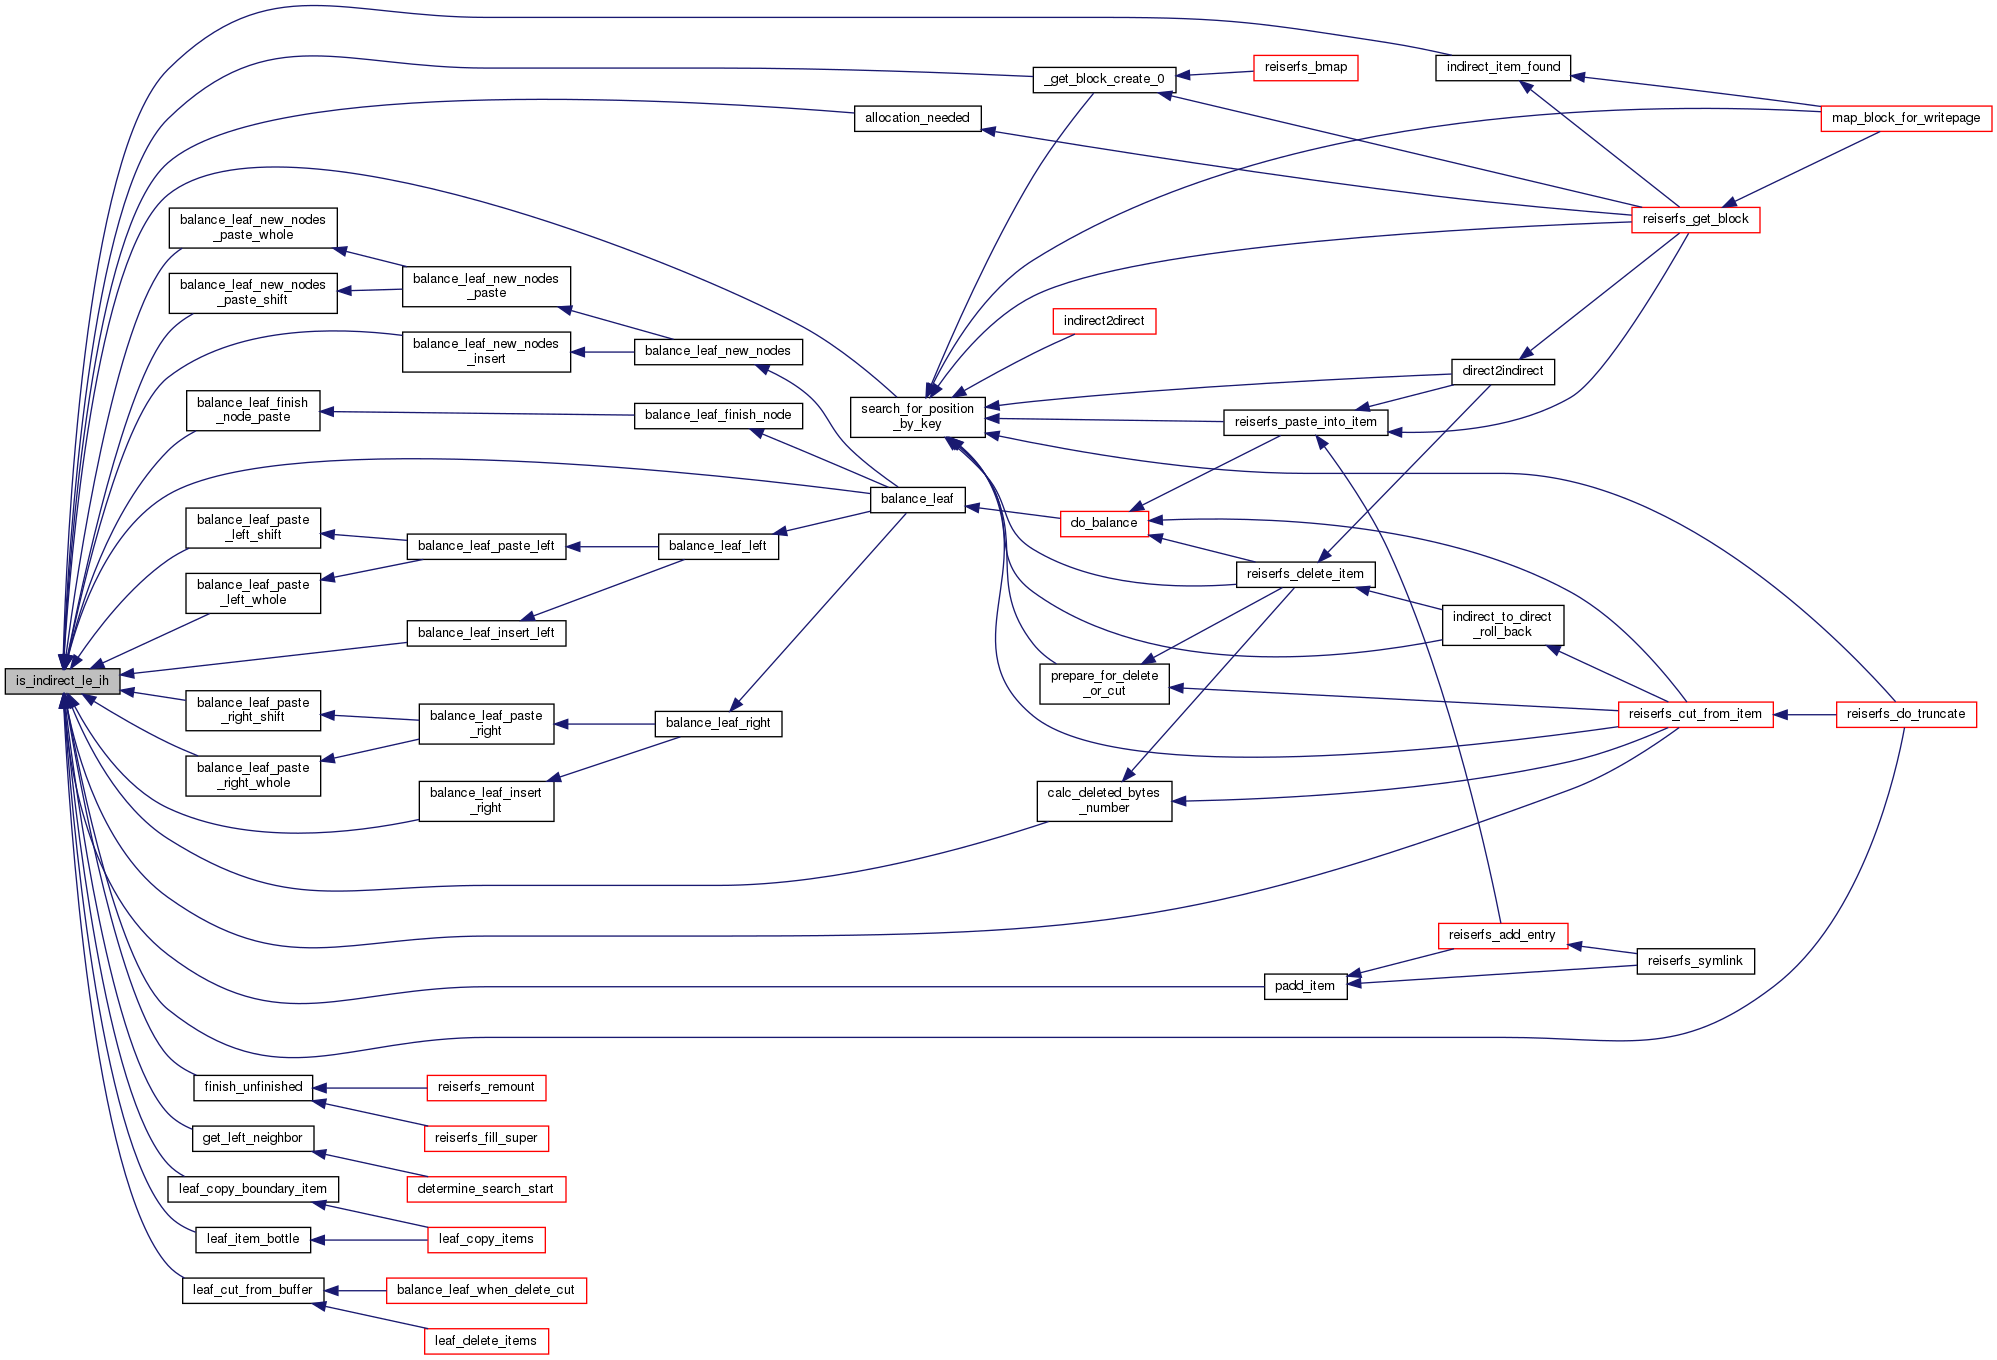 indirect_item_found
reiserfs_bmap
_get_block_create_0
allocation_needed
map_block_for_writepage
balance_leaf_new_nodes
_paste_whole
reiserfs_get_block
balance_leaf_new_nodes
_paste_shift
balance_leaf_new_nodes
_paste
indirect2direct
balance_leaf_new_nodes
_insert
balance_leaf_new_nodes
direct2indirect
balance_leaf_finish
_node_paste
balance_leaf_finish_node
search_for_position
_by_key
reiserfs_paste_into_item
balance_leaf
do_balance
balance_leaf_paste
_left_shift
balance_leaf_paste_left
balance_leaf_left
reiserfs_delete_item
balance_leaf_paste
_left_whole
indirect_to_direct
_roll_back
balance_leaf_insert_left
is_indirect_le_ih
prepare_for_delete
_or_cut
balance_leaf_paste
_right_shift
balance_leaf_paste
_right
balance_leaf_right
reiserfs_cut_from_item
reiserfs_do_truncate
balance_leaf_paste
_right_whole
balance_leaf_insert
_right
calc_deleted_bytes
_number
reiserfs_add_entry
reiserfs_symlink
padd_item
finish_unfinished
reiserfs_remount
get_left_neighbor
reiserfs_fill_super
leaf_copy_boundary_item
determine_search_start
leaf_item_bottle
leaf_copy_items
leaf_cut_from_buffer
balance_leaf_when_delete_cut
leaf_delete_items